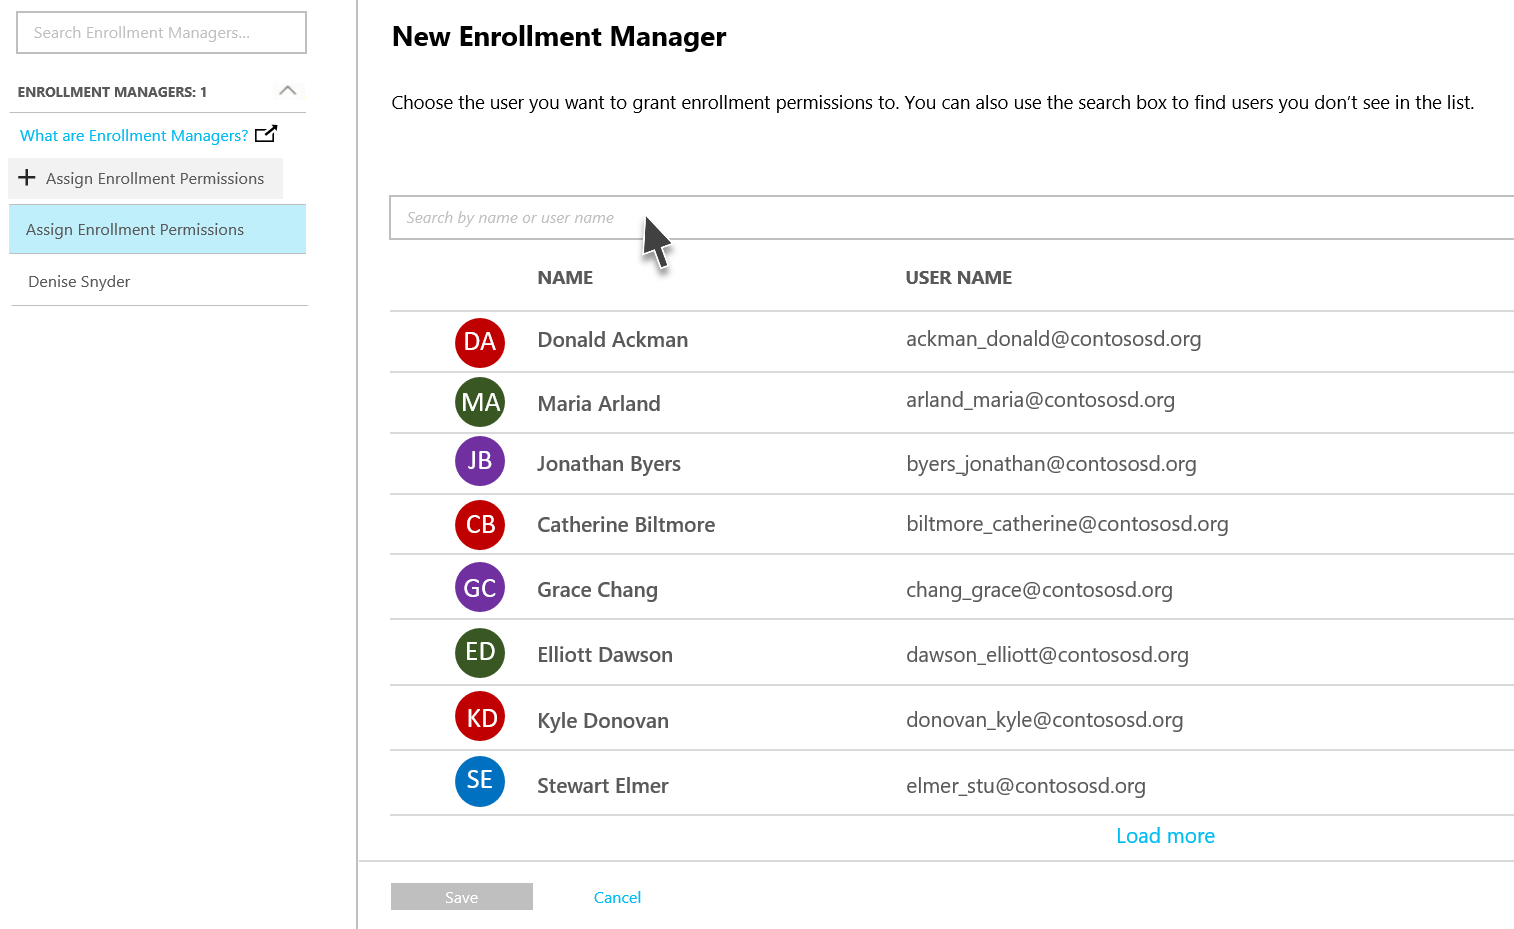 Search Enrollment Managers...
ENROLLMENT MANAGERS: 1
What are Enrollment Managers?
+ Assign Enrollment Permissions
Assign Enrollment Permissions
Denise Snyder
New Enrollment Manager
Choose the user you want to grant enrollment permissions to. You can also use the search box to find users you don’t see in the list.
Search by name or user name
NAME USER NAME
DA Donald Ackman ackman_donald@contososd.org
MA Maria Arland arland_maria@contososd.org
JB Jonathan Byers byers_jonathan@contososd.org
CB Catherine Biltmore biltmore_catherine@contososd.org
GC Grace Chang chang_grace@contososd.org
ED Elliott Dawson dawson_elliott@contososd.org
KD Kyle Donovan donovan_kyle@contososd.org
SE Stewart Elmer elmer_stu@contososd.org
Load more
Save Cancel